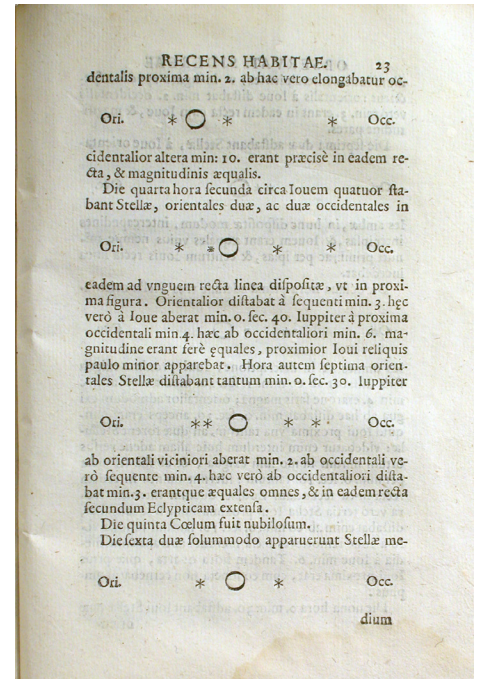 RECENS HABITAE. 23
dentalis proxima min. 2. ab hac vero elongabatur oc-
Ori. * O * * Occ.
cidentalior altera min: 10. erant præcisè in eadem re-
cta, & magnitudinis æqualis.
Die quarta hora ſecunda circa Iouem quatuor ſta-
bant Stellæ, orientales duæ, ac duæ occidentales in
Ori. * * O * * Occ.
eadem ad vnguem recta linea diſpoſitæ, vt in proxi-
ma figura. Orientalior diſtabat à ſequenti min. 3. hęc
verò à Ioue aberat min. 0. ſec. 40. Iuppiter à proxima
occidentali min. 4. hæc ab occidentaliori min. 6. ma-
gnitudine erant ferè ęquales, proximior Ioui reliquis
paulo minor apparebat. Hora autem ſeptima orien-
tales Stellæ diſtabant tantum min. 0. ſec. 30. Iuppiter
Ori. ** O * * Occ.
ab orientali viciniori aberat min. 2. ab occidentali ve-
rò ſequente min. 4. hæc verò ab occidentaliori diſta-
bat min. 3. erantque æquales omnes, & in eadem recta
ſecundum Eclypticam extenſa.
Die quinta Cœlum fuit nubiloſum.
Die ſexta duæ ſolummodo apparuerunt Stellæ me-
Ori. * O * Occ.
dium